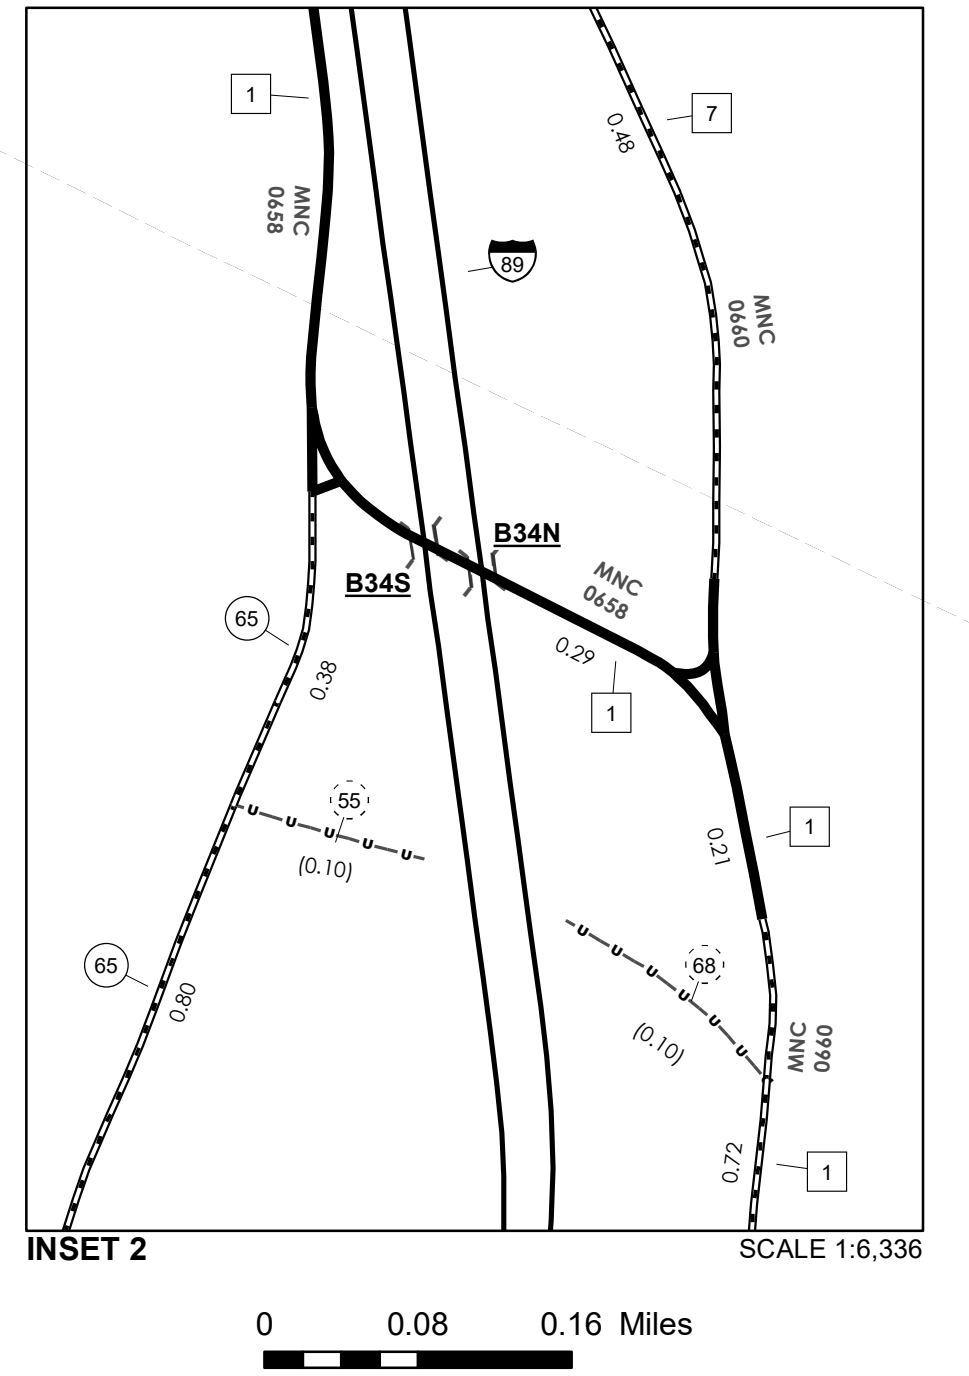 1
7
0.48
MNC
0658
89
MNC
0660
B34N
B34S
MNC
0658
65
0.29
0.38
1
55
1
0.21
(0.10)
65
68
0.80
(0.10)
MNC
0660
0.72
1
INSET 2
SCALE 1:6,336
0 0.08 0.16 Miles
U U U U U
U U U U U U